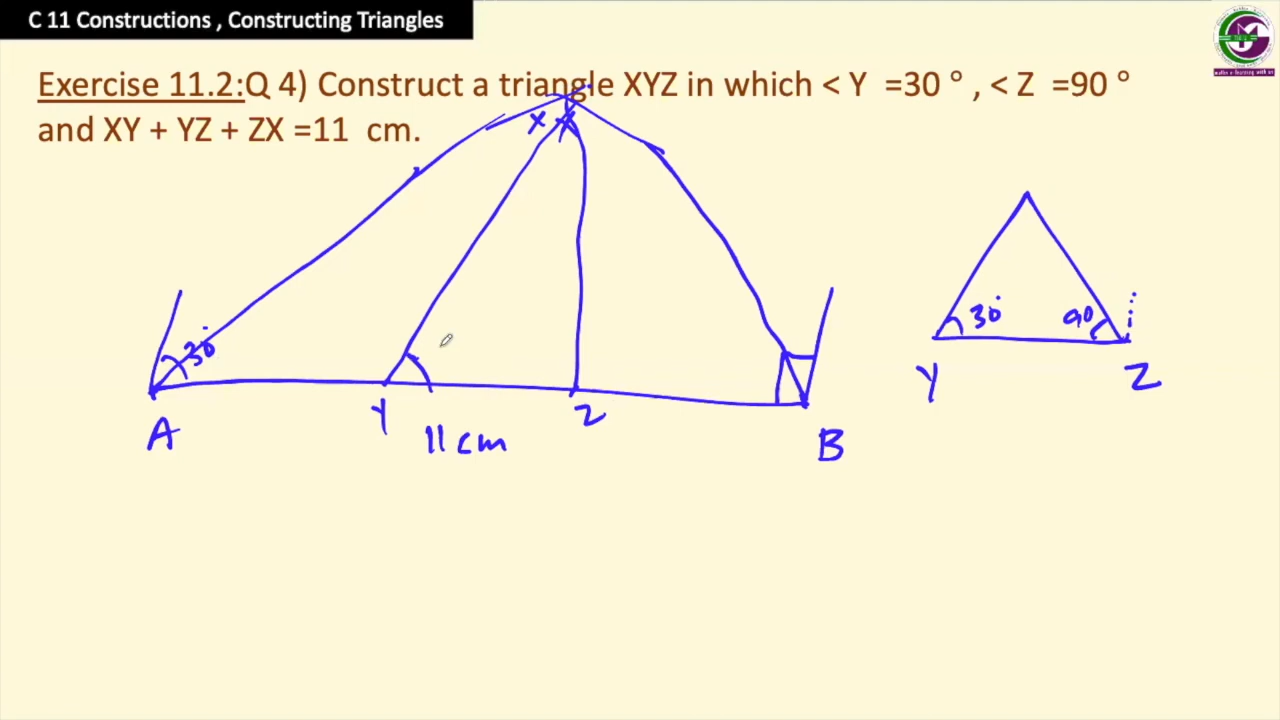 C 11 Constructions , Constructing Triangles
Exercise 11.2:Q 4) Construct a triangle XYZ in which < Y =30 ° , < Z =90 °
and XY + YZ + ZX =11 cm.
X
30°
30°
90
A
Y
Z
11 cm
B
Y
Z